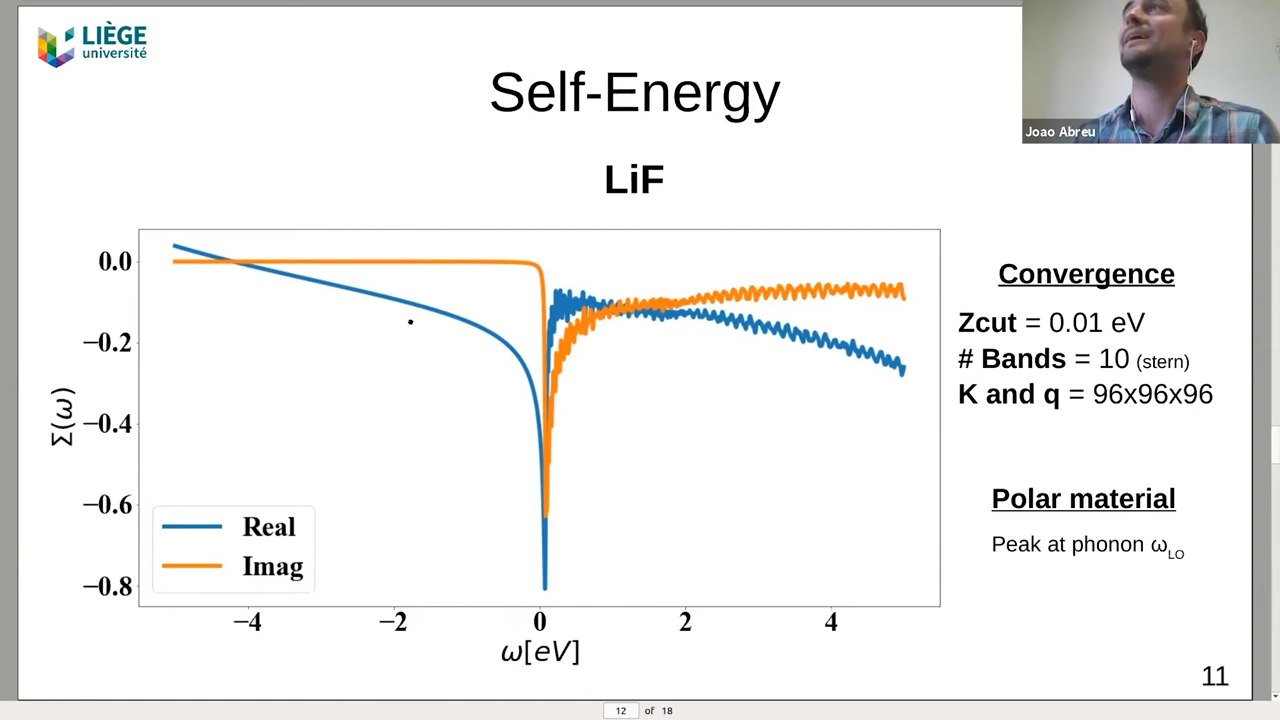 LIÈGE
université
Self-Energy
Joao Abreu
LiF
0.0
−0.2
−0.4
−0.6
−0.8
Σ(ω)
Real
Imag
−4
−2
0
2
4
ω[eV]
Convergence
Zcut = 0.01 eV
# Bands = 10 (stern)
K and q = 96x96x96
Polar material
Peak at phonon ωLO
11
12 of 18